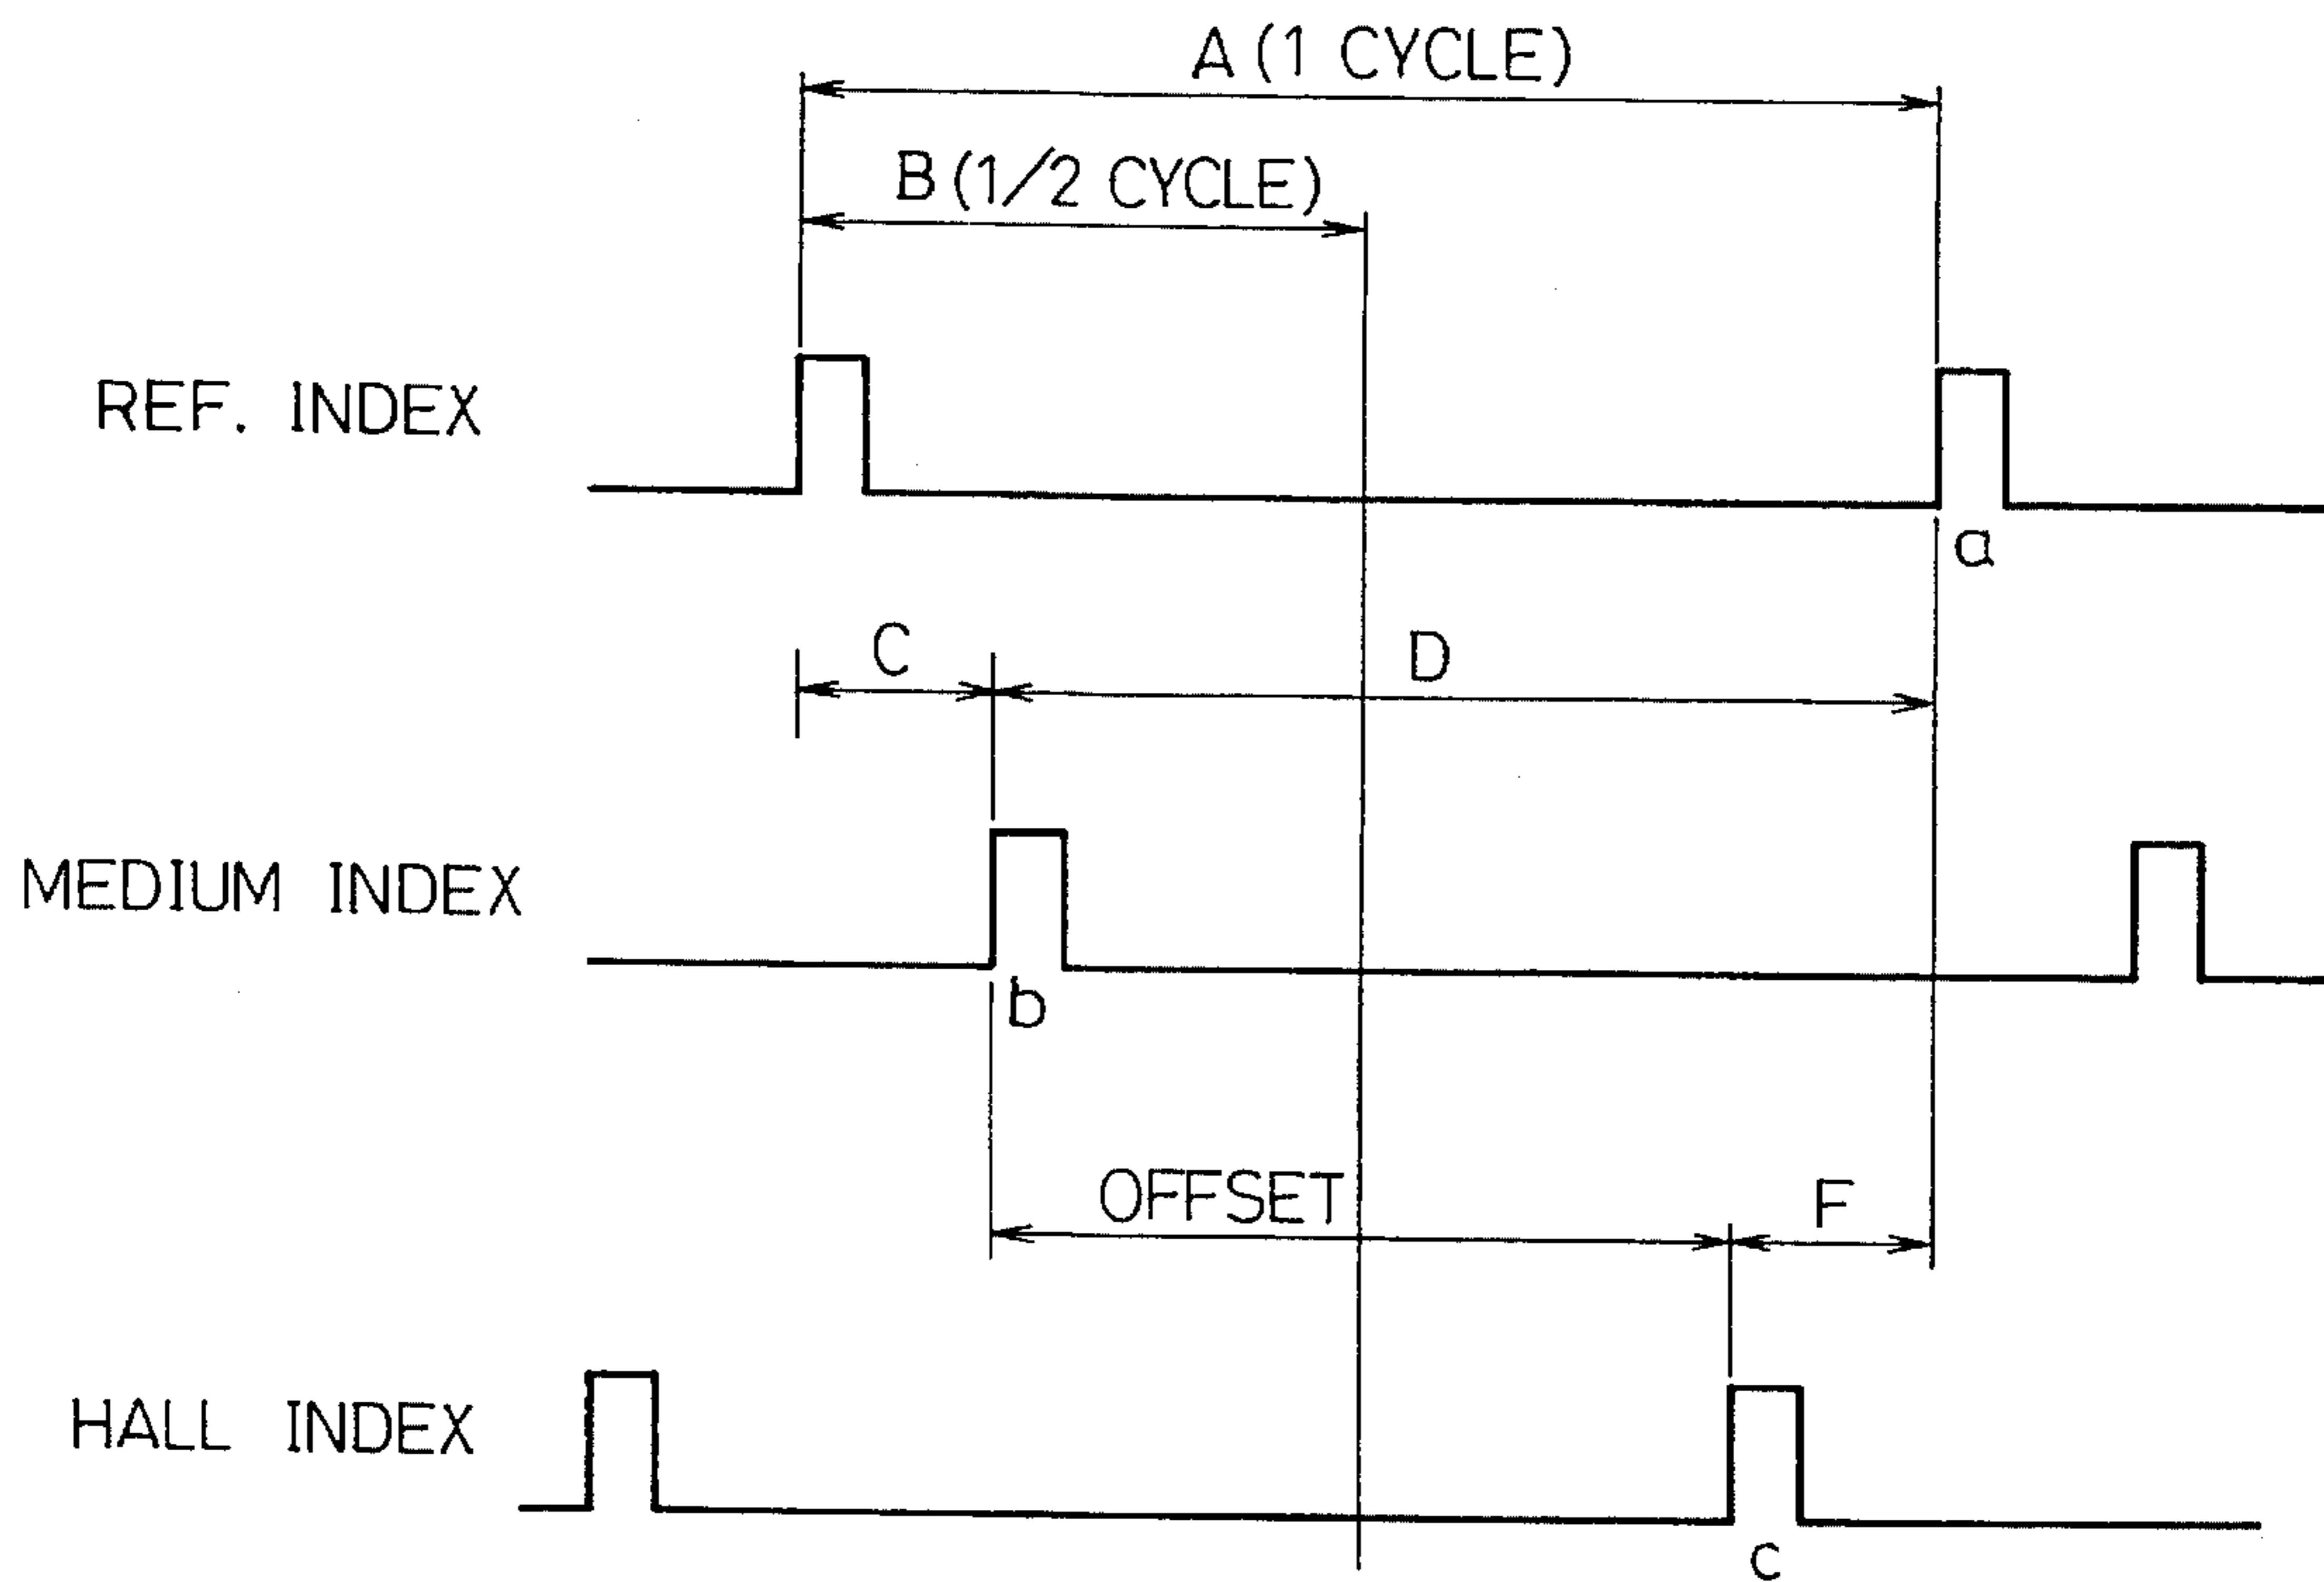 A (1 CYCLE)
B (1/2 CYCLE)
REF. INDEX
a
C
D
MEDIUM INDEX
b
OFFSET
F
HALL INDEX
c